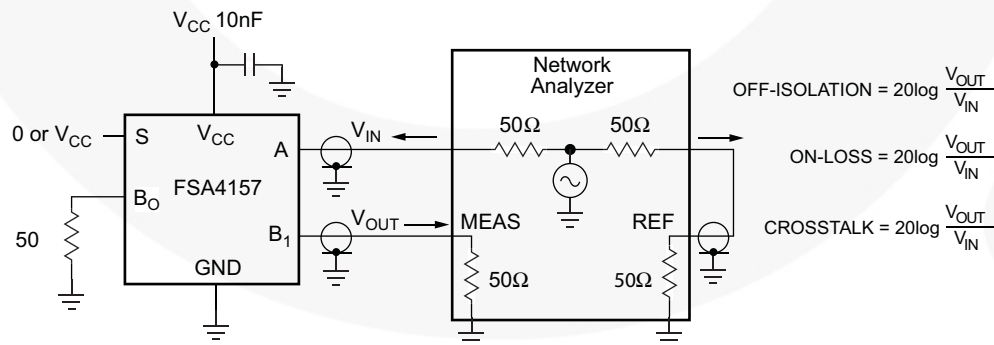 V_CC 10nF
Network
Analyzer
OFF-ISOLATION = 20log V_OUT/V_IN
0 or V_CC
S
V_CC
A
V_IN
50Ω
50Ω
ON-LOSS = 20log V_OUT/V_IN
FSA4157
B_O
50
B_1
V_OUT
MEAS
REF
CROSSTALK = 20log V_OUT/V_IN
GND
50Ω
50Ω